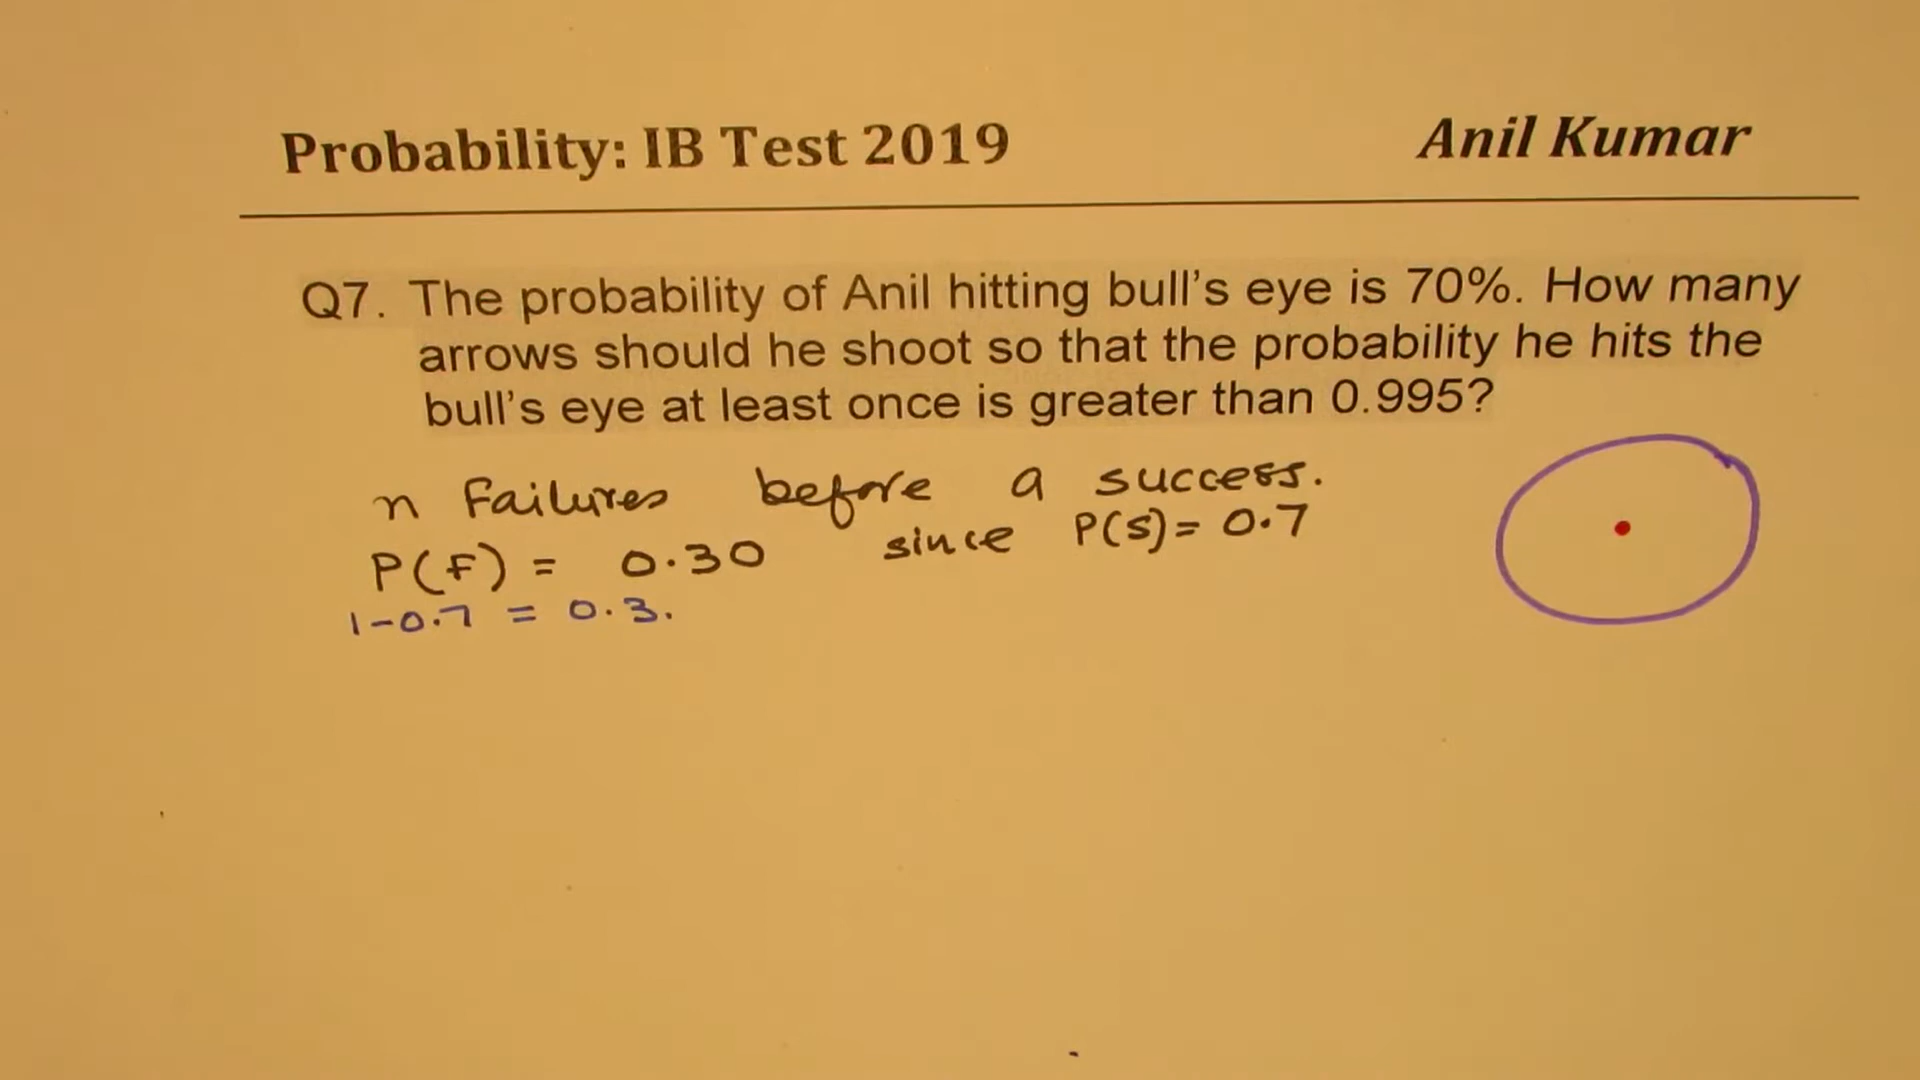 Probability: IB Test 2019 Anil Kumar
Q7. The probability of Anil hitting bull's eye is 70%. How many
arrows should he shoot so that the probability he hits the
bull's eye at least once is greater than 0.995?
n Failures before a success.
P(F) = 0.30 since P(S) = 0.7
1-0.7 = 0.3.